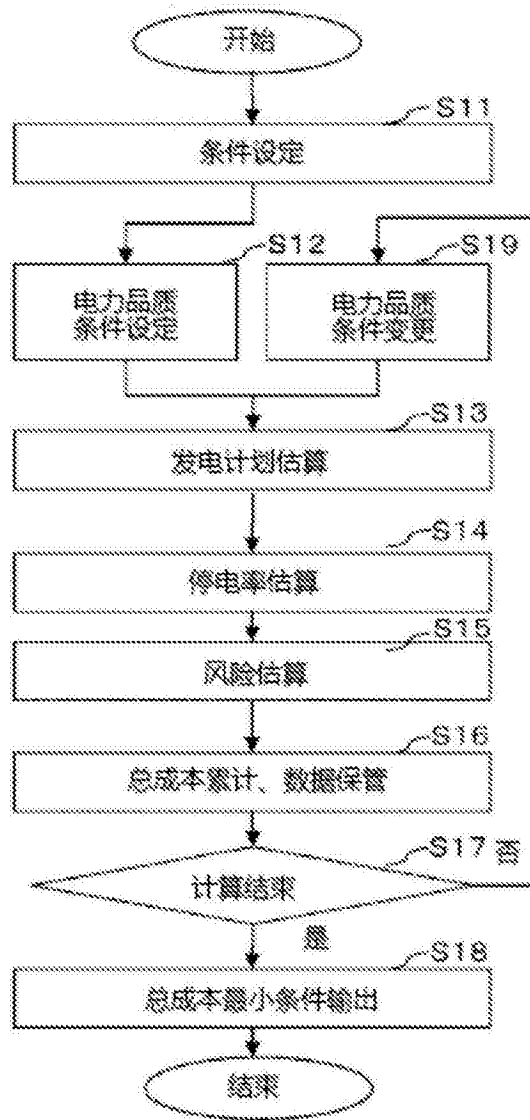 开始
S11
条件设定
S12
电力品质
条件设定
S19
电力品质
条件变更
S13
发电计划估算
S14
停电率估算
S15
风险估算
S16
总成本累计、数据保管
S17
否
计算结束
是
S18
总成本最小条件输出
结束